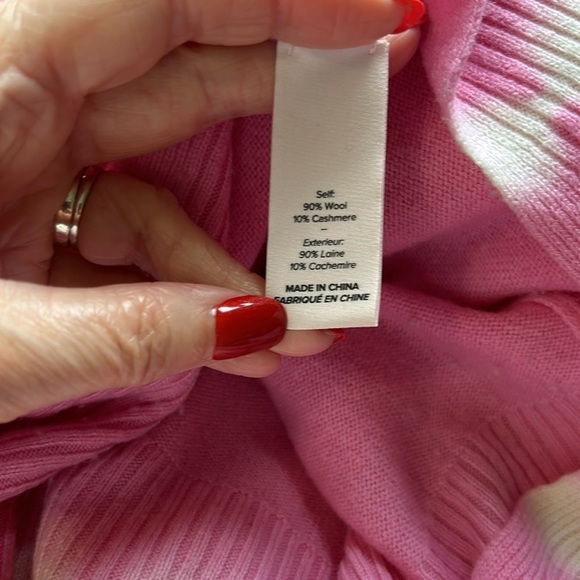 Self:
90% Wool
10% Cashmere
–
Exterieur:
90% Laine
10% Cachemire
MADE IN CHINA
FABRIQUÉ EN CHINE